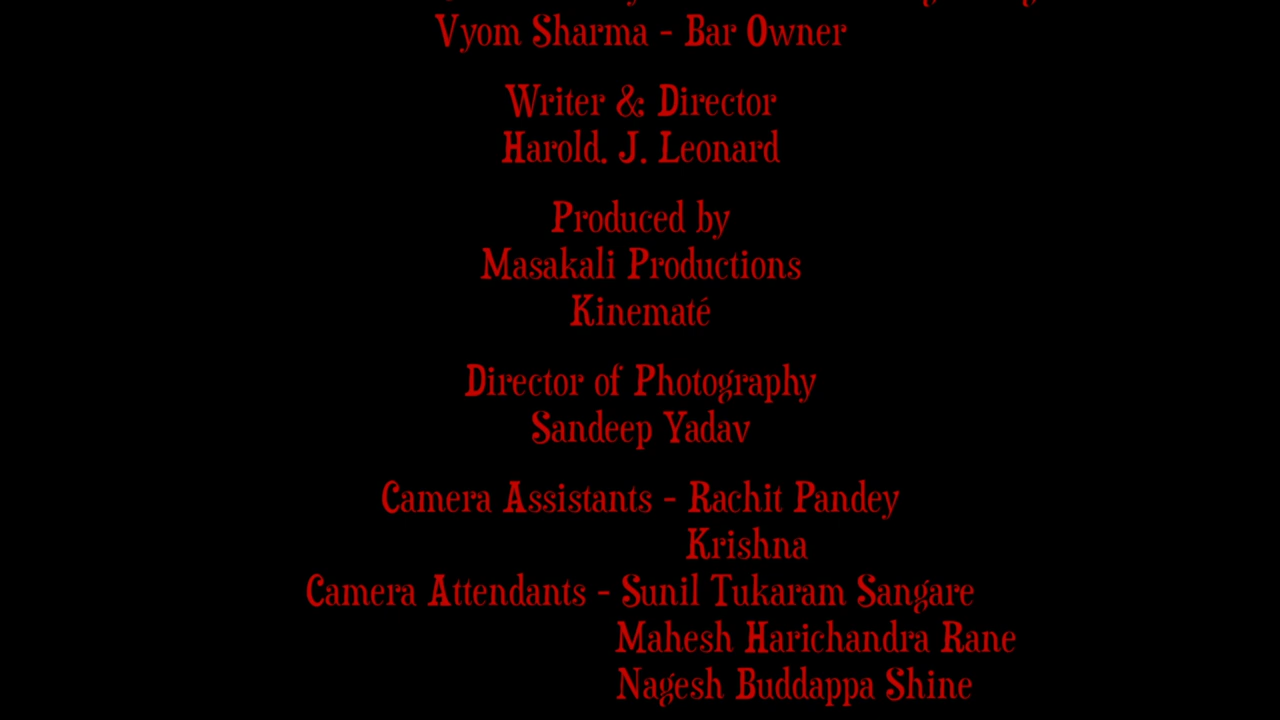 Vyom Sharma - Bar Owner
Writer & Director
Harold. J. Leonard
Produced by
Masakali Productions
Kinematé
Director of Photography
Sandeep Yadav
Camera Assistants - Rachit Pandey
Krishna
Camera Attendants - Sunil Tukaram Sangare
Mahesh Harichandra Rane
Nagesh Buddappa Shine